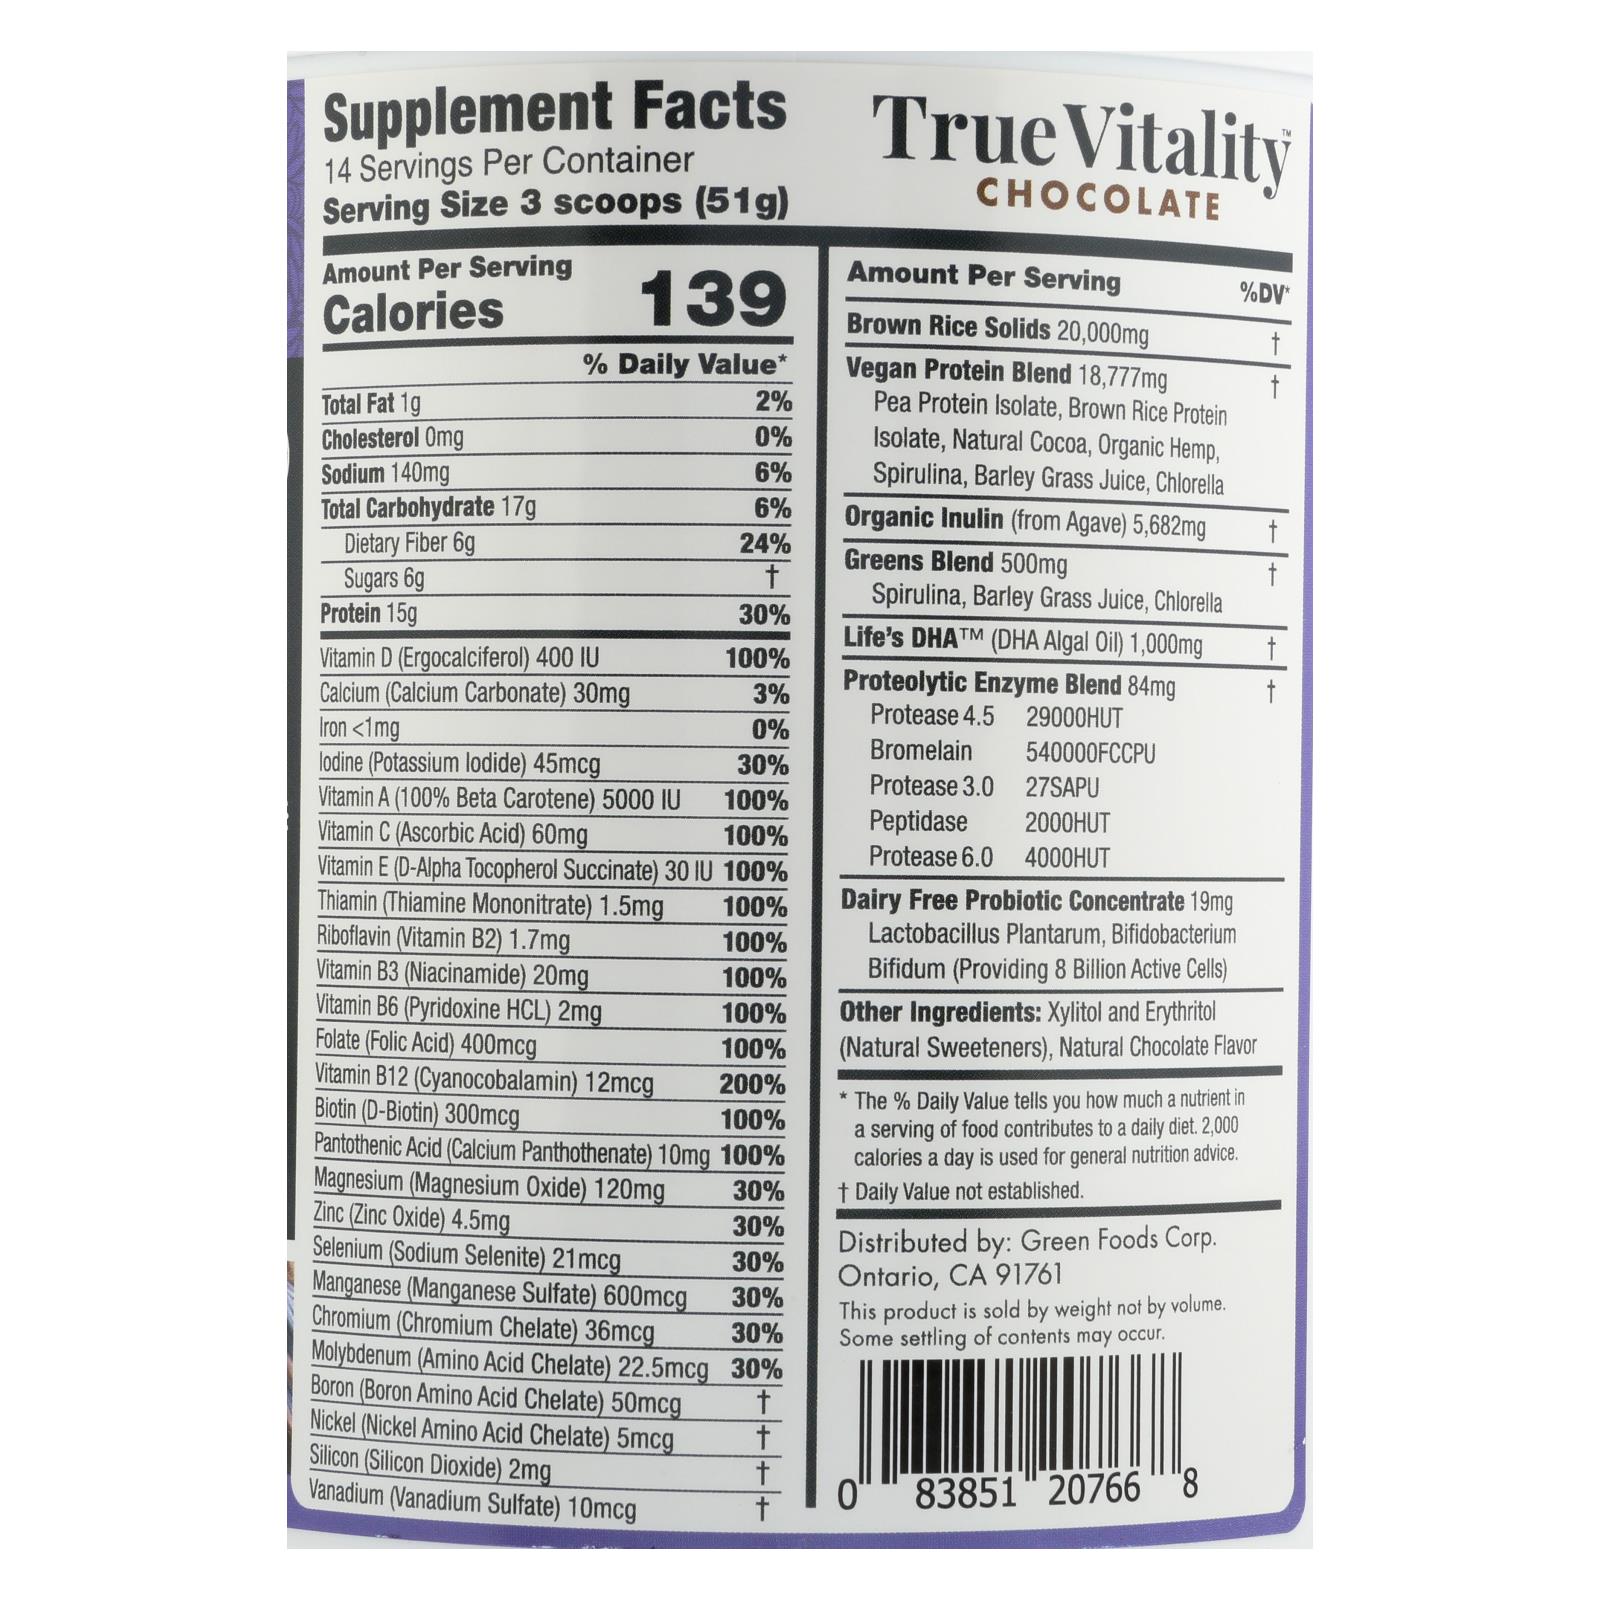 Supplement Facts
14 Servings Per Container
Serving Size 3 scoops (51g)
Amount Per Serving
Calories 139
% Daily Value*
Total Fat 1g 2%
Cholesterol 0mg 0%
Sodium 140mg 6%
Total Carbohydrate 17g 6%
Dietary Fiber 6g 24%
Sugars 6g †
Protein 15g 30%
Vitamin D (Ergocalciferol) 400 IU 100%
Calcium (Calcium Carbonate) 30mg 3%
Iron <1mg 0%
Iodine (Potassium Iodide) 45mcg 30%
Vitamin A (100% Beta Carotene) 5000 IU 100%
Vitamin C (Ascorbic Acid) 60mg 100%
Vitamin E (D-Alpha Tocopherol Succinate) 30 IU 100%
Thiamin (Thiamine Mononitrate) 1.5mg 100%
Riboflavin (Vitamin B2) 1.7mg 100%
Vitamin B3 (Niacinamide) 20mg 100%
Vitamin B6 (Pyridoxine HCL) 2mg 100%
Folate (Folic Acid) 400mcg 100%
Vitamin B12 (Cyanocobalamin) 12mcg 200%
Biotin (D-Biotin) 300mcg 100%
Pantothenic Acid (Calcium Panthothenate) 10mg 100%
Magnesium (Magnesium Oxide) 120mg 30%
Zinc (Zinc Oxide) 4.5mg 30%
Selenium (Sodium Selenite) 21mcg 30%
Manganese (Manganese Sulfate) 600mcg 30%
Chromium (Chromium Chelate) 36mcg 30%
Molybdenum (Amino Acid Chelate) 22.5mcg 30%
Boron (Boron Amino Acid Chelate) 50mcg †
Nickel (Nickel Amino Acid Chelate) 5mcg †
Silicon (Silicon Dioxide) 2mg †
Vanadium (Vanadium Sulfate) 10mcg †
True Vitality™
CHOCOLATE
Amount Per Serving %DV*
Brown Rice Solids 20,000mg †
Vegan Protein Blend 18,777mg †
Pea Protein Isolate, Brown Rice Protein
Isolate, Natural Cocoa, Organic Hemp,
Spirulina, Barley Grass Juice, Chlorella
Organic Inulin (from Agave) 5,682mg †
Greens Blend 500mg †
Spirulina, Barley Grass Juice, Chlorella
Life's DHA™ (DHA Algal Oil) 1,000mg †
Proteolytic Enzyme Blend 84mg †
Protease 4.5 29000HUT
Bromelain 540000FCCPU
Protease 3.0 27SAPU
Peptidase 2000HUT
Protease 6.0 4000HUT
Dairy Free Probiotic Concentrate 19mg
Lactobacillus Plantarum, Bifidobacterium
Bifidum (Providing 8 Billion Active Cells)
Other Ingredients: Xylitol and Erythritol
(Natural Sweeteners), Natural Chocolate Flavor
* The % Daily Value tells you how much a nutrient in
a serving of food contributes to a daily diet. 2,000
calories a day is used for general nutrition advice.
† Daily Value not established.
Distributed by: Green Foods Corp.
Ontario, CA 91761
This product is sold by weight not by volume.
Some settling of contents may occur.
0 83851 20766 8